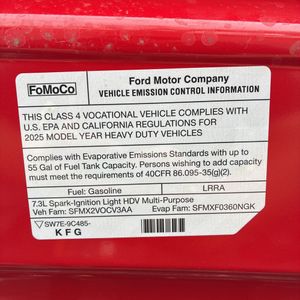 FoMoCo
Ford Motor Company
VEHICLE EMISSION CONTROL INFORMATION
THIS CLASS 4 VOCATIONAL VEHICLE COMPLIES WITH
U.S. EPA AND CALIFORNIA REGULATIONS FOR
2025 MODEL YEAR HEAVY DUTY VEHICLES
Complies with Evaporative Emissions Standards with up to
55 Gal of Fuel Tank Capacity. Persons wishing to add capacity
must meet the requirements of 40CFR 86.095-35(g)(2).
Fuel: Gasoline
LRRA
7.3L Spark-Ignition Light HDV Multi-Purpose
Veh Fam: SFMX2VOCV3AA Evap Fam: SFMXF0360NGK
SW7E-9C485-
KFG